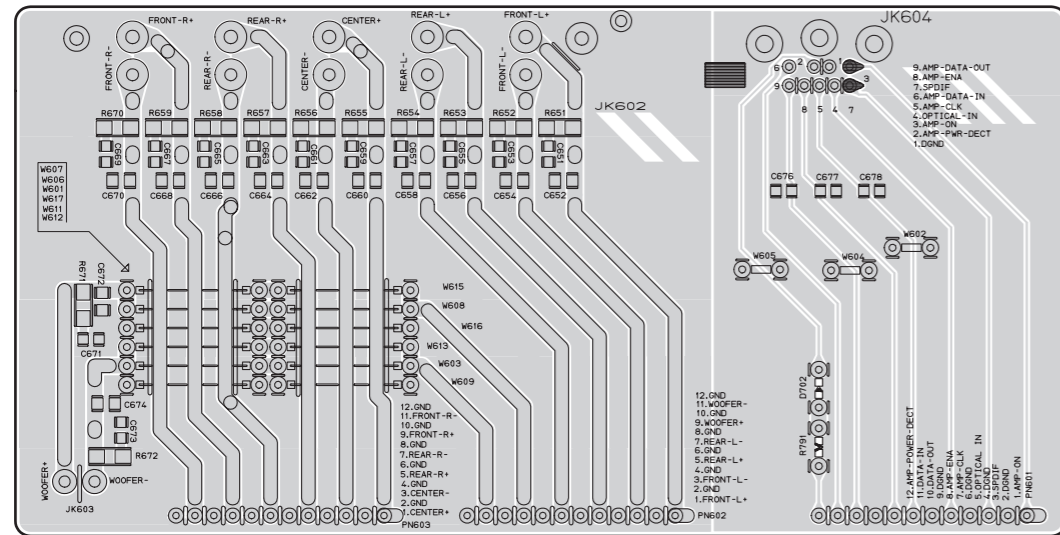 FRONT-R+
REAR-R+
CENTER+
REAR-L+
FRONT-L+
JK604
FRONT-R-
REAR-R-
CENTER-
REAR-L-
FRONT-L-
6
2
1
3
9
8
5
4
7
9.AMP-DATA-OUT
8.AMP-ENA
7.SPDIF
6.AMP-DATA-IN
5.AMP-CLK
4.OPTICAL-IN
3.AMP-ON
2.AMP-PWR-DECT
1.DGND
JK602
R670
R659
R658
R657
R656
R655
R654
R653
R652
R651
C669
C667
C665
C663
C661
C659
C657
C655
C653
C651
C670
C668
C666
C664
C662
C660
C658
C656
C654
C652
C676
C677
C678
W607
W606
W601
W617
W611
W612
W602
W605
W604
R671
C672
W615
W608
W616
W613
W603
W609
C671
C674
C673
R672
WOOFER+
WOOFER-
JK603
12.GND
11.FRONT-R-
10.GND
9.FRONT-R+
8.GND
7.REAR-R-
6.GND
5.REAR-R+
4.GND
3.CENTER-
2.GND
1.CENTER+
PN603
12.GND
11.WOOFER-
10.GND
9.WOOFER+
8.GND
7.REAR-L-
6.GND
5.REAR-L+
4.GND
3.FRONT-L-
2.GND
1.FRONT-L+
PN602
D702
R791
12.AMP-POWER-DECT
11.DATA-IN
10.DATA-OUT
9.DGND
8.AMP-ENA
7.AMP-CLK
6.DGND
5.OPTICAL IN
4.DGND
3.SPDIF
2.DGND
1.AMP-ON
PN601